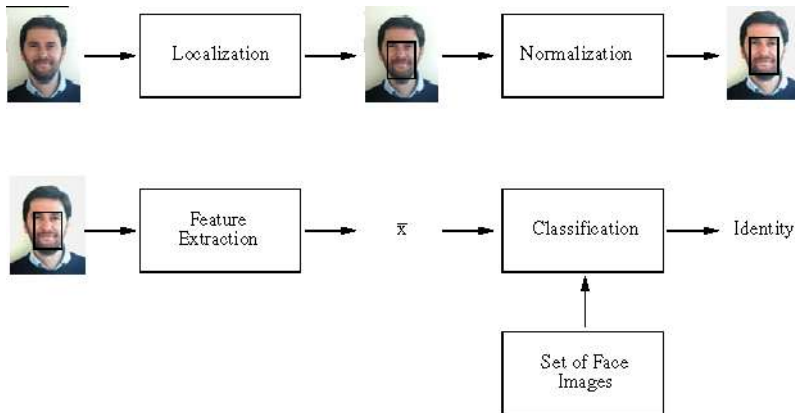 Localization
Normalization
Feature
Extraction
x̅
Classification
Identity
Set of Face
Images